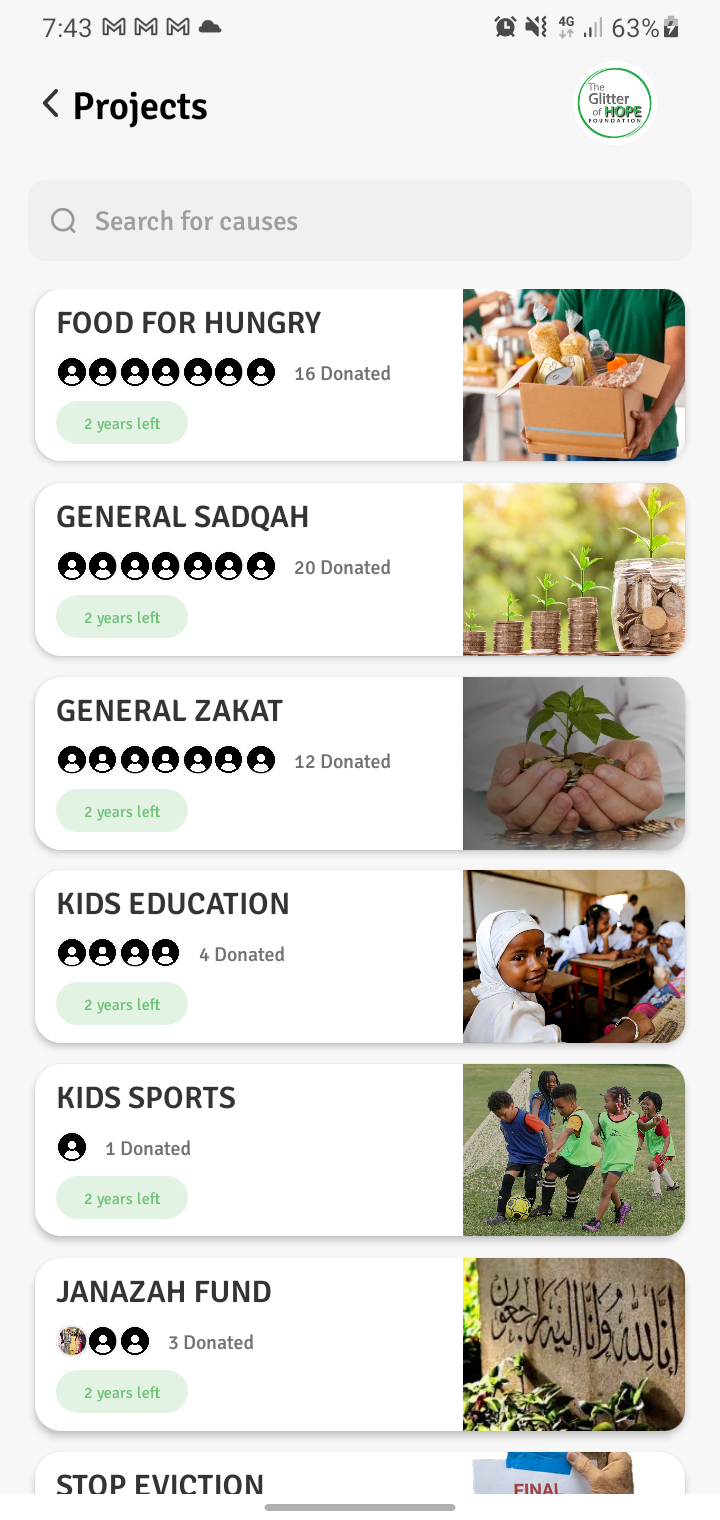 7:43
4G
63%
Projects
The
Glitter
of HOPE
FOUNDATION
Search for causes
FOOD FOR HUNGRY
16 Donated
2 years left
GENERAL SADQAH
20 Donated
2 years left
GENERAL ZAKAT
12 Donated
2 years left
KIDS EDUCATION
4 Donated
2 years left
KIDS SPORTS
1 Donated
2 years left
JANAZAH FUND
3 Donated
2 years left
إنا لله وإنا إليه راجعون
STOP EVICTION
FINAL